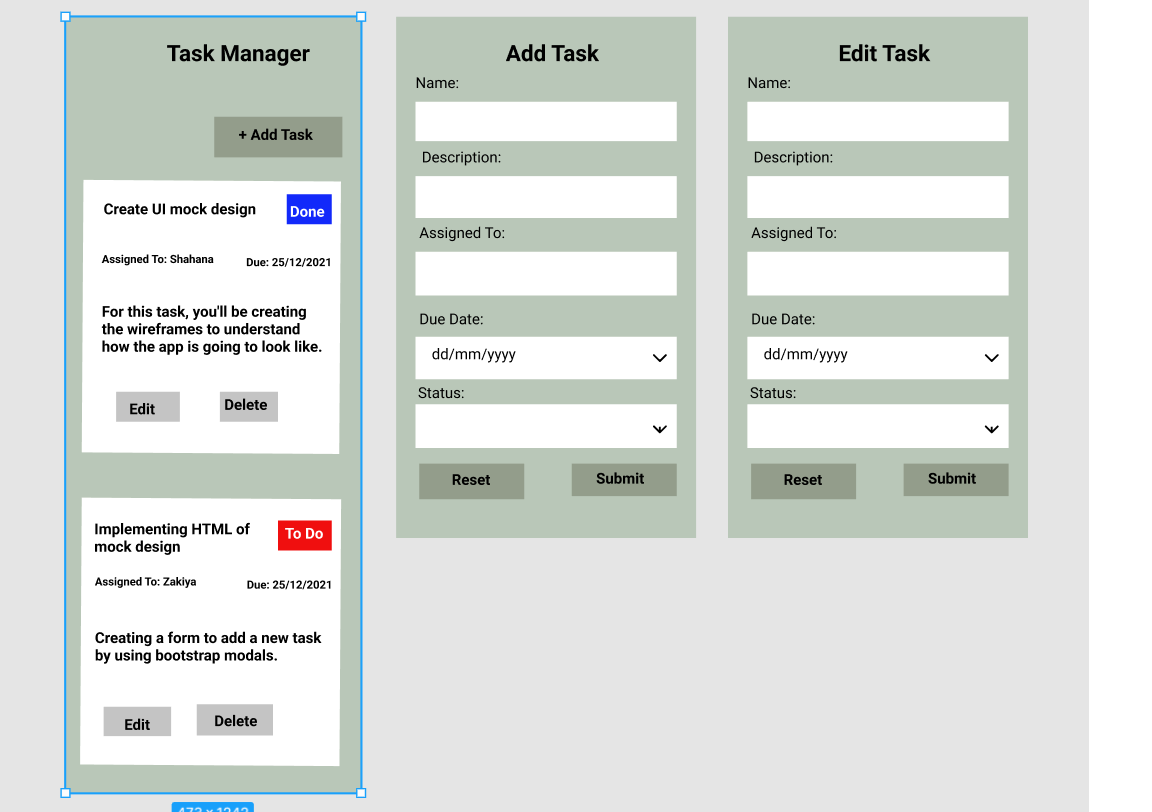 Task Manager
+ Add Task
Create UI mock design
Done
Assigned To: Shahana
Due: 25/12/2021
For this task, you'll be creating
the wireframes to understand
how the app is going to look like.
Edit
Delete
Implementing HTML of
mock design
To Do
Assigned To: Zakiya
Due: 25/12/2021
Creating a form to add a new task
by using bootstrap modals.
Edit
Delete
473 × 1242
Add Task
Name:
Description:
Assigned To:
Due Date:
dd/mm/yyyy
Status:
Reset
Submit
Edit Task
Name:
Description:
Assigned To:
Due Date:
dd/mm/yyyy
Status:
Reset
Submit